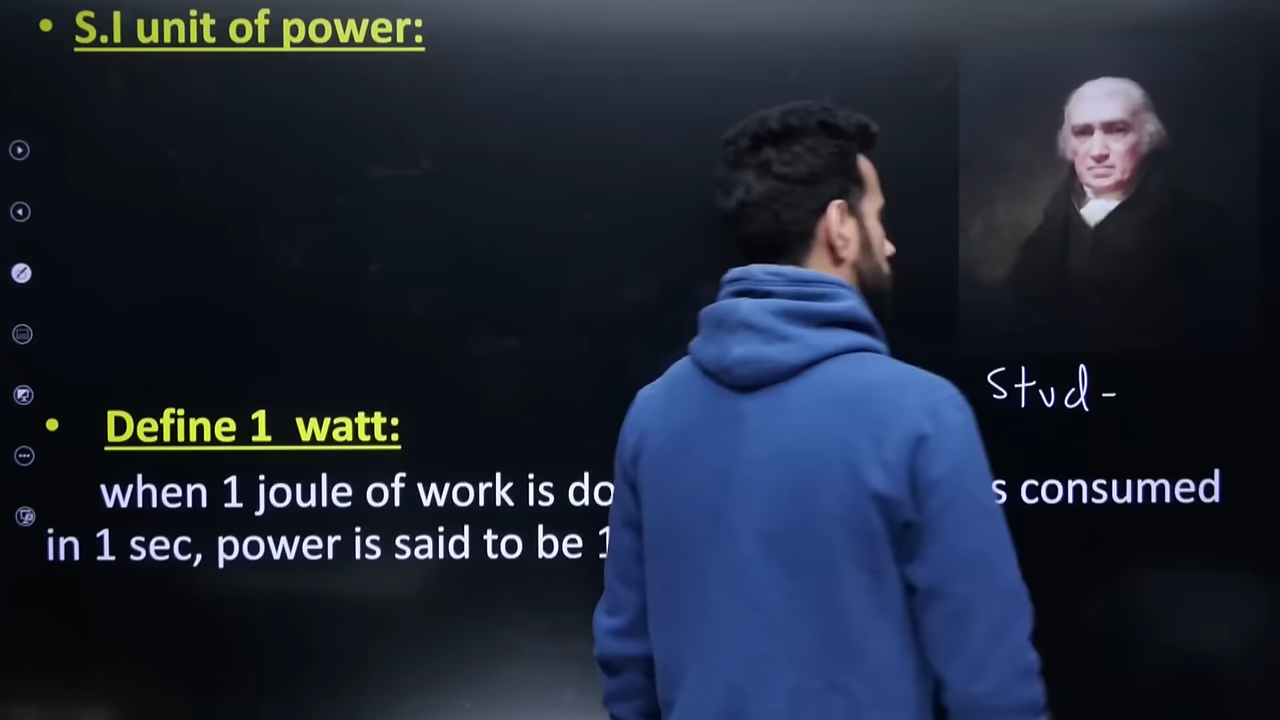 • S.I unit of power:
Stud-
• Define 1 watt:
when 1 joule of work is do s consumed
in 1 sec, power is said to be 1